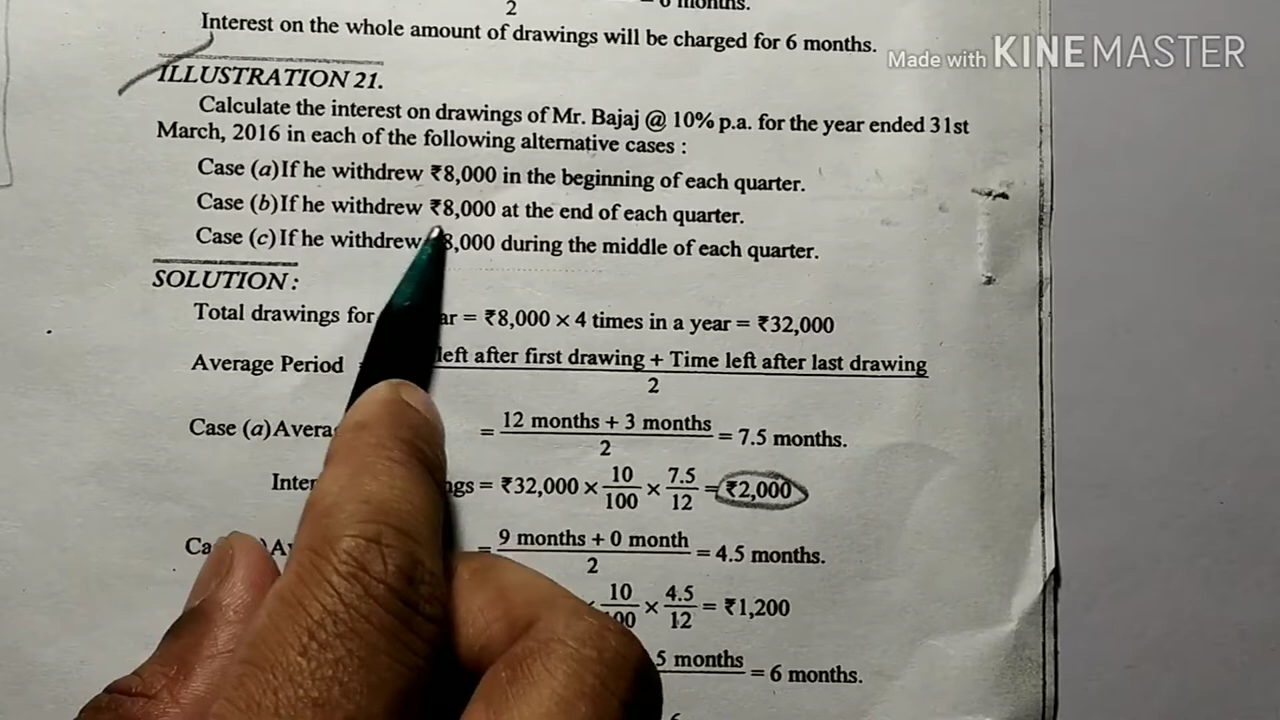 2
months.
Interest on the whole amount of drawings will be charged for 6 months.
Made with KINEMASTER
ILLUSTRATION 21.
Calculate the interest on drawings of Mr. Bajaj @ 10% p.a. for the year ended 31st
March, 2016 in each of the following alternative cases :
Case (a) If he withdrew ₹8,000 in the beginning of each quarter.
Case (b) If he withdrew ₹8,000 at the end of each quarter.
Case (c) If he withdrew 8,000 during the middle of each quarter.
SOLUTION :
Total drawings for = ₹8,000 × 4 times in a year = ₹32,000
Average Period left after first drawing + Time left after last drawing
2
Case (a) = 12 months + 3 months / 2 = 7.5 months.
= ₹32,000 × 10/100 × 7.5/12 = ₹2,000
= 9 months + 0 month / 2 = 4.5 months.
10 × 4.5/12 = ₹1,200
5 months = 6 months.